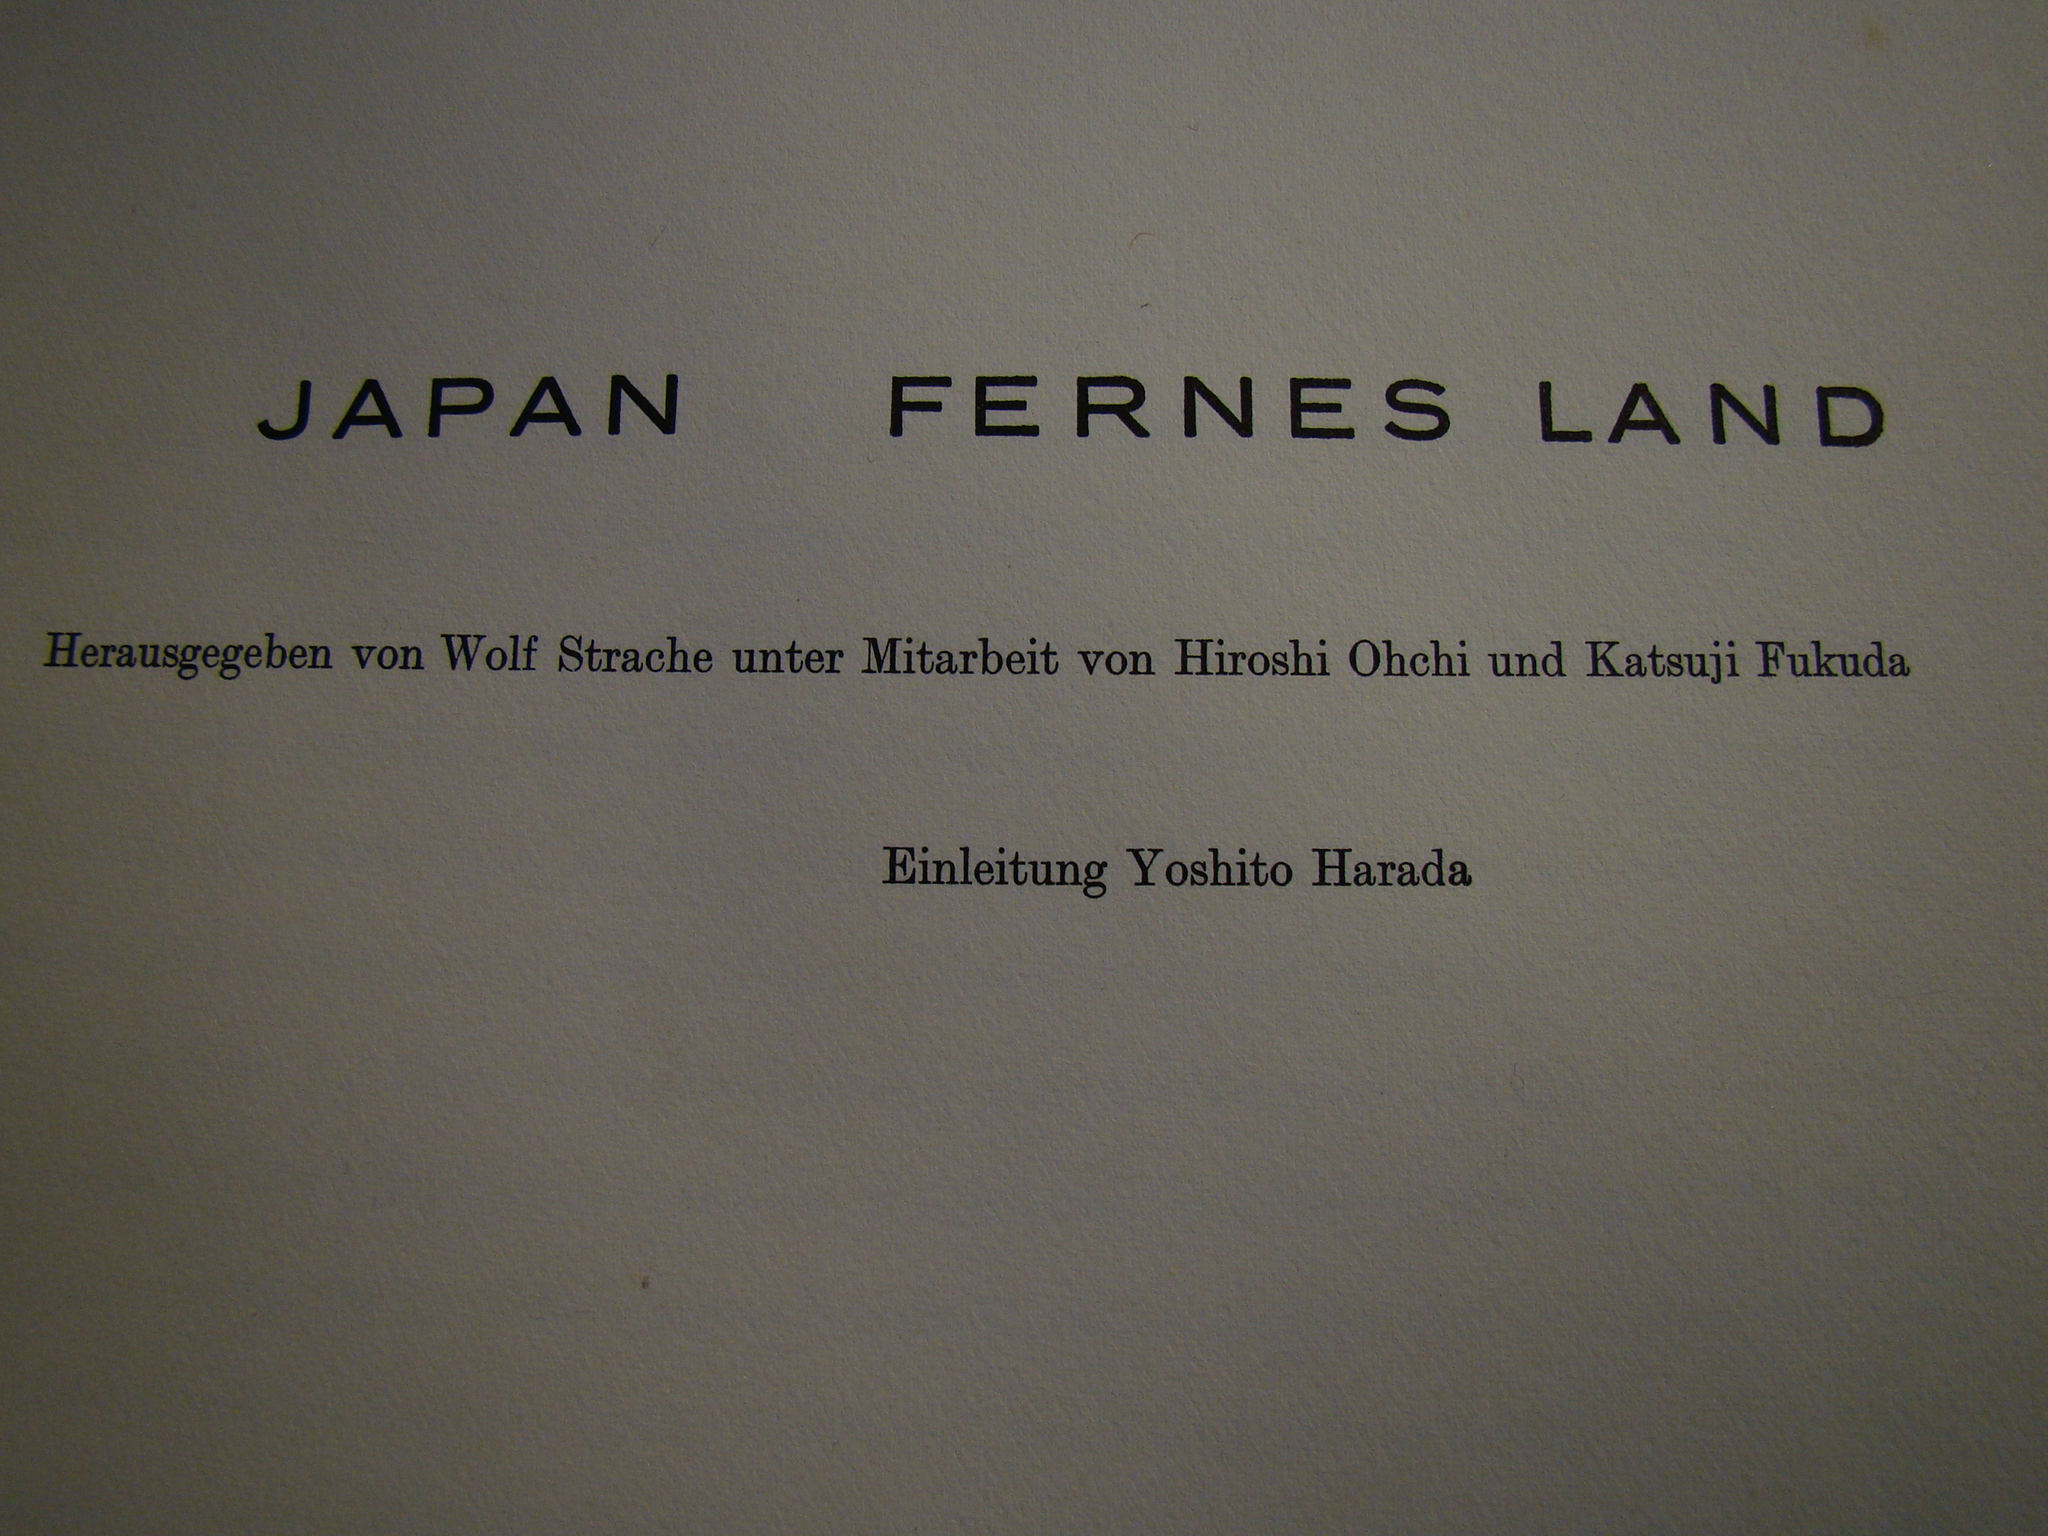 JAPAN FERNES LAND
Herausgegeben von Wolf Strache unter Mitarbeit von Hiroshi Ohchi und Katsuji Fukuda
Einleitung Yoshito Harada